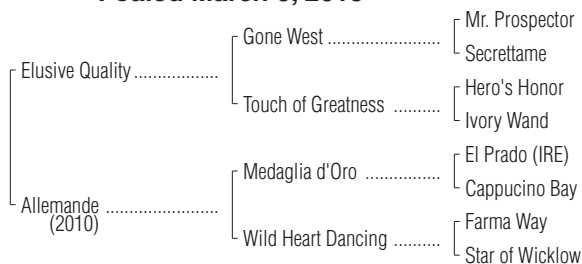 Foaled March 6, 2015
Mr. Prospector
Gone West ........................
Secrettame
Elusive Quality ..................
Hero's Honor
Touch of Greatness ..........
Ivory Wand
El Prado (IRE)
Medaglia d'Oro ................
Cappucino Bay
Allemande ........................
(2010)
Farma Way
Wild Heart Dancing ..........
Star of Wicklow